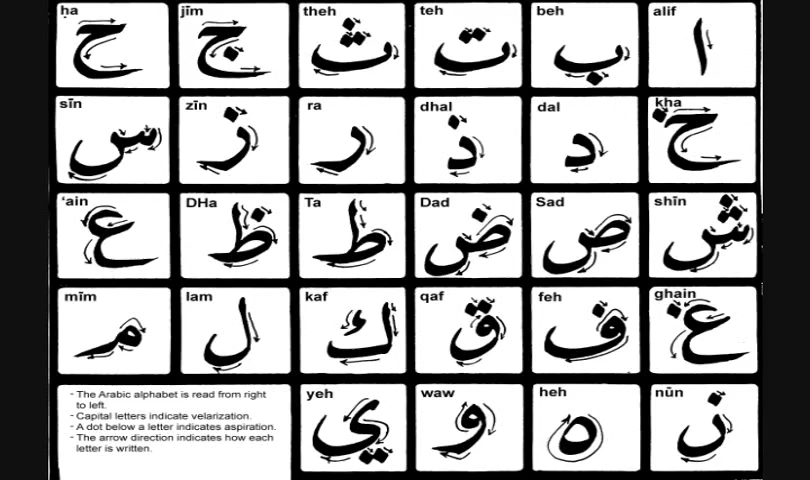 ḥa jīm theh teh beh alif
ح ج ث ت ب ا
sīn zīn ra dhal dal kha
س ز ر ذ د خ
‘ain DHa Ta Dad Sad shīn
ع ظ ط ض ص ش
mīm lam kaf qaf feh ghain
م ل ك ق ف غ
yeh waw heh nūn
ي و ه ن
- The Arabic alphabet is read from right
to left.
- Capital letters indicate velarization.
- A dot below a letter indicates aspiration.
- The arrow direction indicates how each
letter is written.